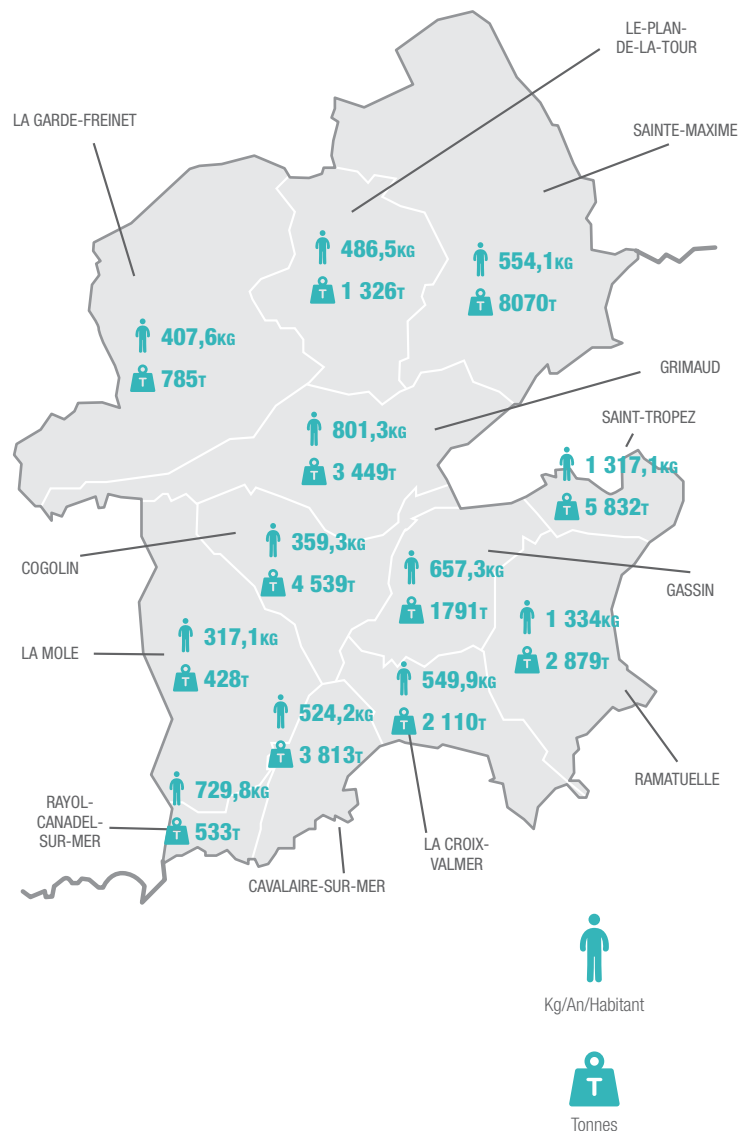 LE-PLAN-
DE-LA-TOUR
LA GARDE-FREINET
SAINTE-MAXIME
486,5KG
1 326T
554,1KG
8070T
407,6KG
785T
GRIMAUD
801,3KG
3 449T
SAINT-TROPEZ
1 317,1KG
5 832T
COGOLIN
359,3KG
4 539T
657,3KG
1791T
GASSIN
1 334KG
2 879T
LA MOLE
317,1KG
428T
549,9KG
2 110T
524,2KG
3 813T
RAMATUELLE
729,8KG
533T
RAYOL-
CANADEL-
SUR-MER
LA CROIX-
VALMER
CAVALAIRE-SUR-MER
Kg/An/Habitant
T
Tonnes